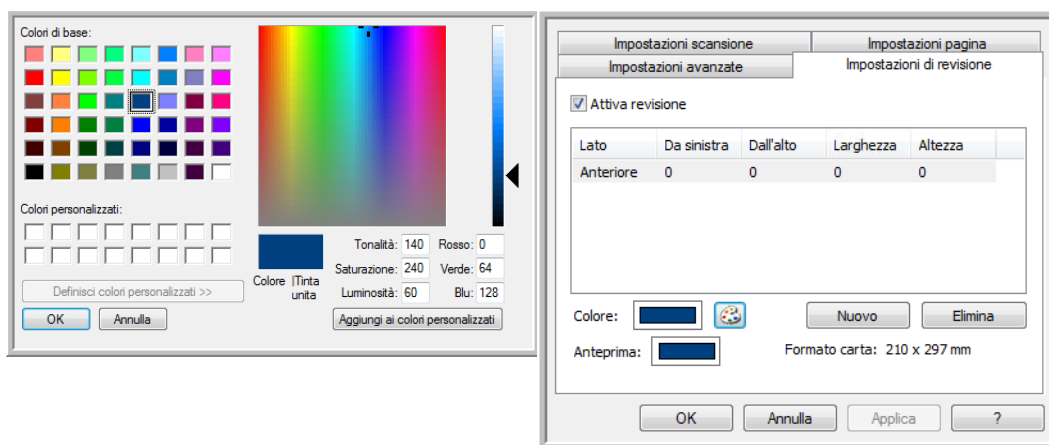 Colori di base:
Colori personalizzati:
Definisci colori personalizzati >>
OK
Annulla
Colore |Tinta
unita
Tonalità: 140
Rosso: 0
Saturazione: 240
Verde: 64
Luminosità: 60
Blu: 128
Aggiungi ai colori personalizzati
Impostazioni scansione
Impostazioni pagina
Impostazioni avanzate
Impostazioni di revisione
Attiva revisione
Lato Da sinistra Dall'alto Larghezza Altezza
Anteriore 0 0 0 0
Colore:
Nuovo
Elimina
Anteprima:
Formato carta: 210 x 297 mm
OK
Annulla
Applica
?